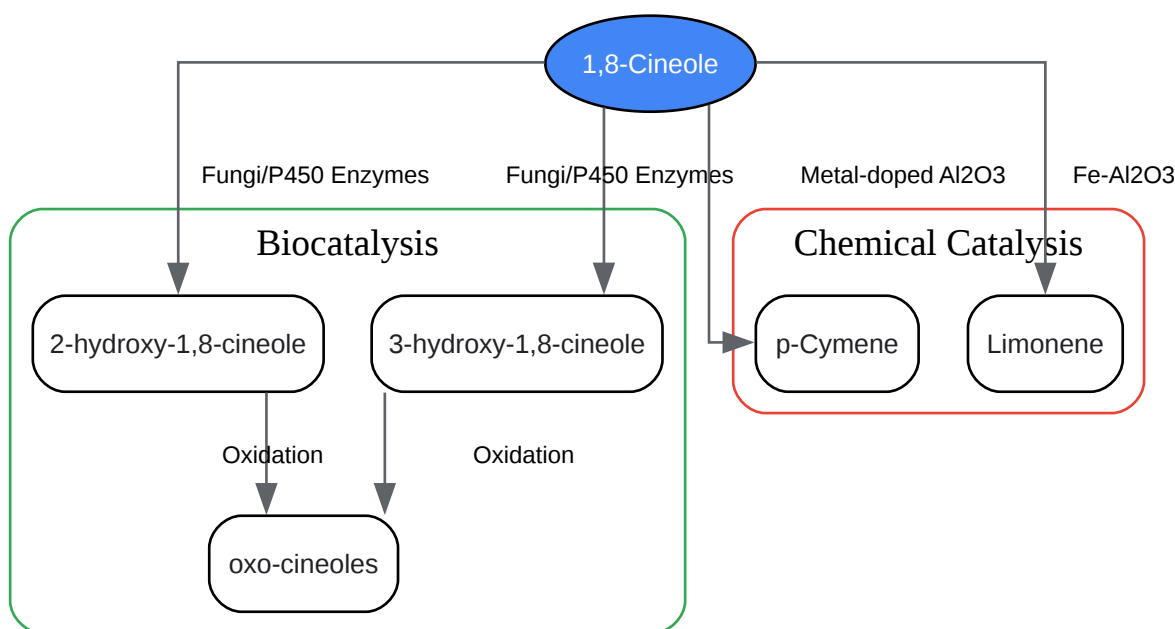 1,8-Cineole
Fungi/P450 Enzymes
Fungi/P450 Enzymes
Metal-doped Al2O3
Fe-Al2O3
Biocatalysis
Chemical Catalysis
2-hydroxy-1,8-cineole
3-hydroxy-1,8-cineole
p-Cymene
Limonene
Oxidation
Oxidation
oxo-cineoles